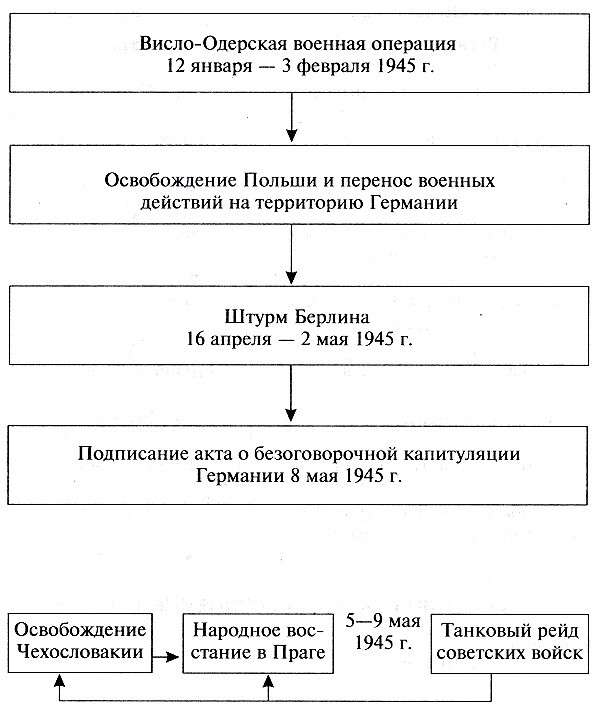 Висло-Одерская военная операция
12 января — 3 февраля 1945 г.
Освобождение Польши и перенос военных
действий на территорию Германии
Штурм Берлина
16 апреля — 2 мая 1945 г.
Подписание акта о безоговорочной капитуляции
Германии 8 мая 1945 г.
Освобождение
Чехословакии
Народное вос-
стание в Праге
5—9 мая
1945 г.
Танковый рейд
советских войск